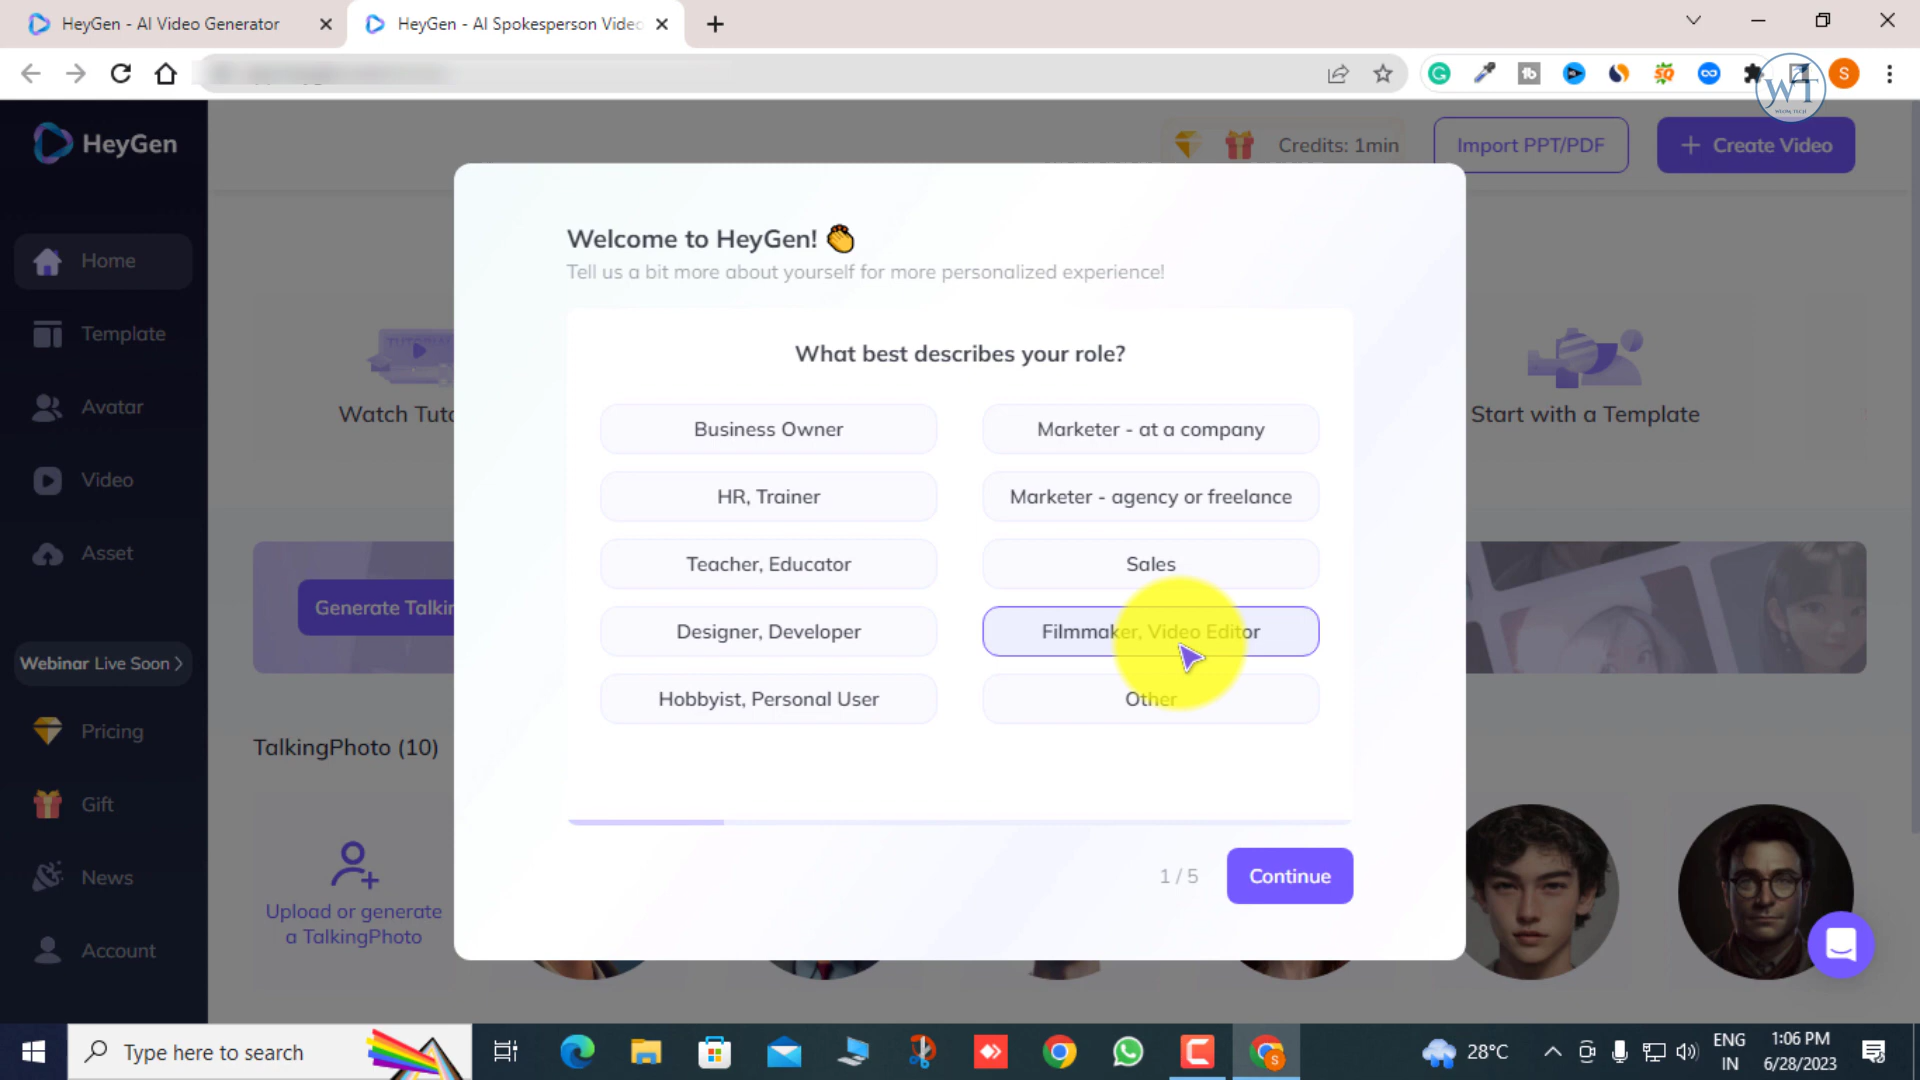 HeyGen - AI Video Generator
HeyGen - AI Spokesperson Video
S
WT
HeyGen
Credits: 1min
Import PPT/PDF
+ Create Video
Home
Template
Avatar
Video
Asset
Webinar Live Soon >
Pricing
Gift
News
Account
Watch Tuto
Start with a Template
Generate Talkin
TalkingPhoto (10)
Upload or generate
a TalkingPhoto
Welcome to HeyGen! 👏
Tell us a bit more about yourself for more personalized experience!
What best describes your role?
Business Owner
Marketer - at a company
HR, Trainer
Marketer - agency or freelance
Teacher, Educator
Sales
Designer, Developer
Filmmaker, Video Editor
Hobbyist, Personal User
Other
1 / 5
Continue
Type here to search
28°C
ENG
IN
1:06 PM
6/28/2023